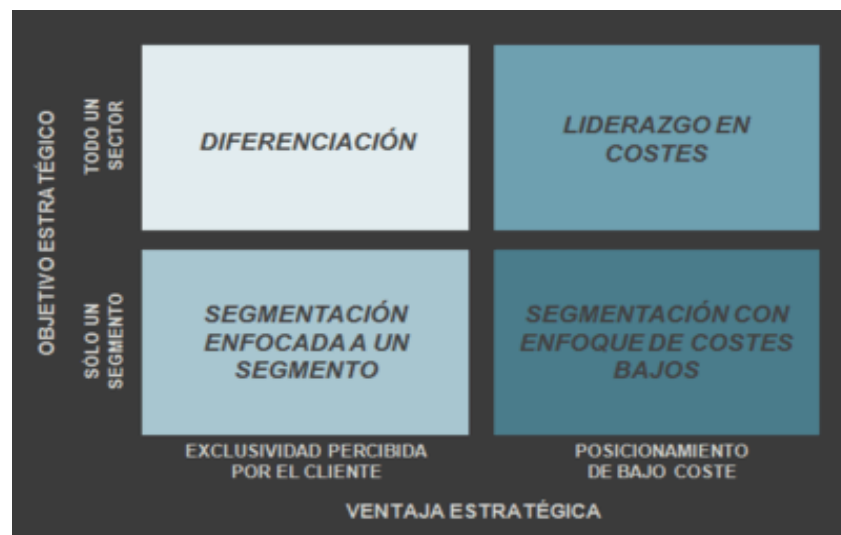 OBJETIVO ESTRATÉGICO
TODO UN
SECTOR
DIFERENCIACIÓN
LIDERAZGO EN
COSTES
SÓLO UN
SEGMENTO
SEGMENTACIÓN
ENFOCADA A UN
SEGMENTO
SEGMENTACIÓN CON
ENFOQUE DE COSTES
BAJOS
EXCLUSIVIDAD PERCIBIDA
POR EL CLIENTE
POSICIONAMIENTO
DE BAJO COSTE
VENTAJA ESTRATÉGICA